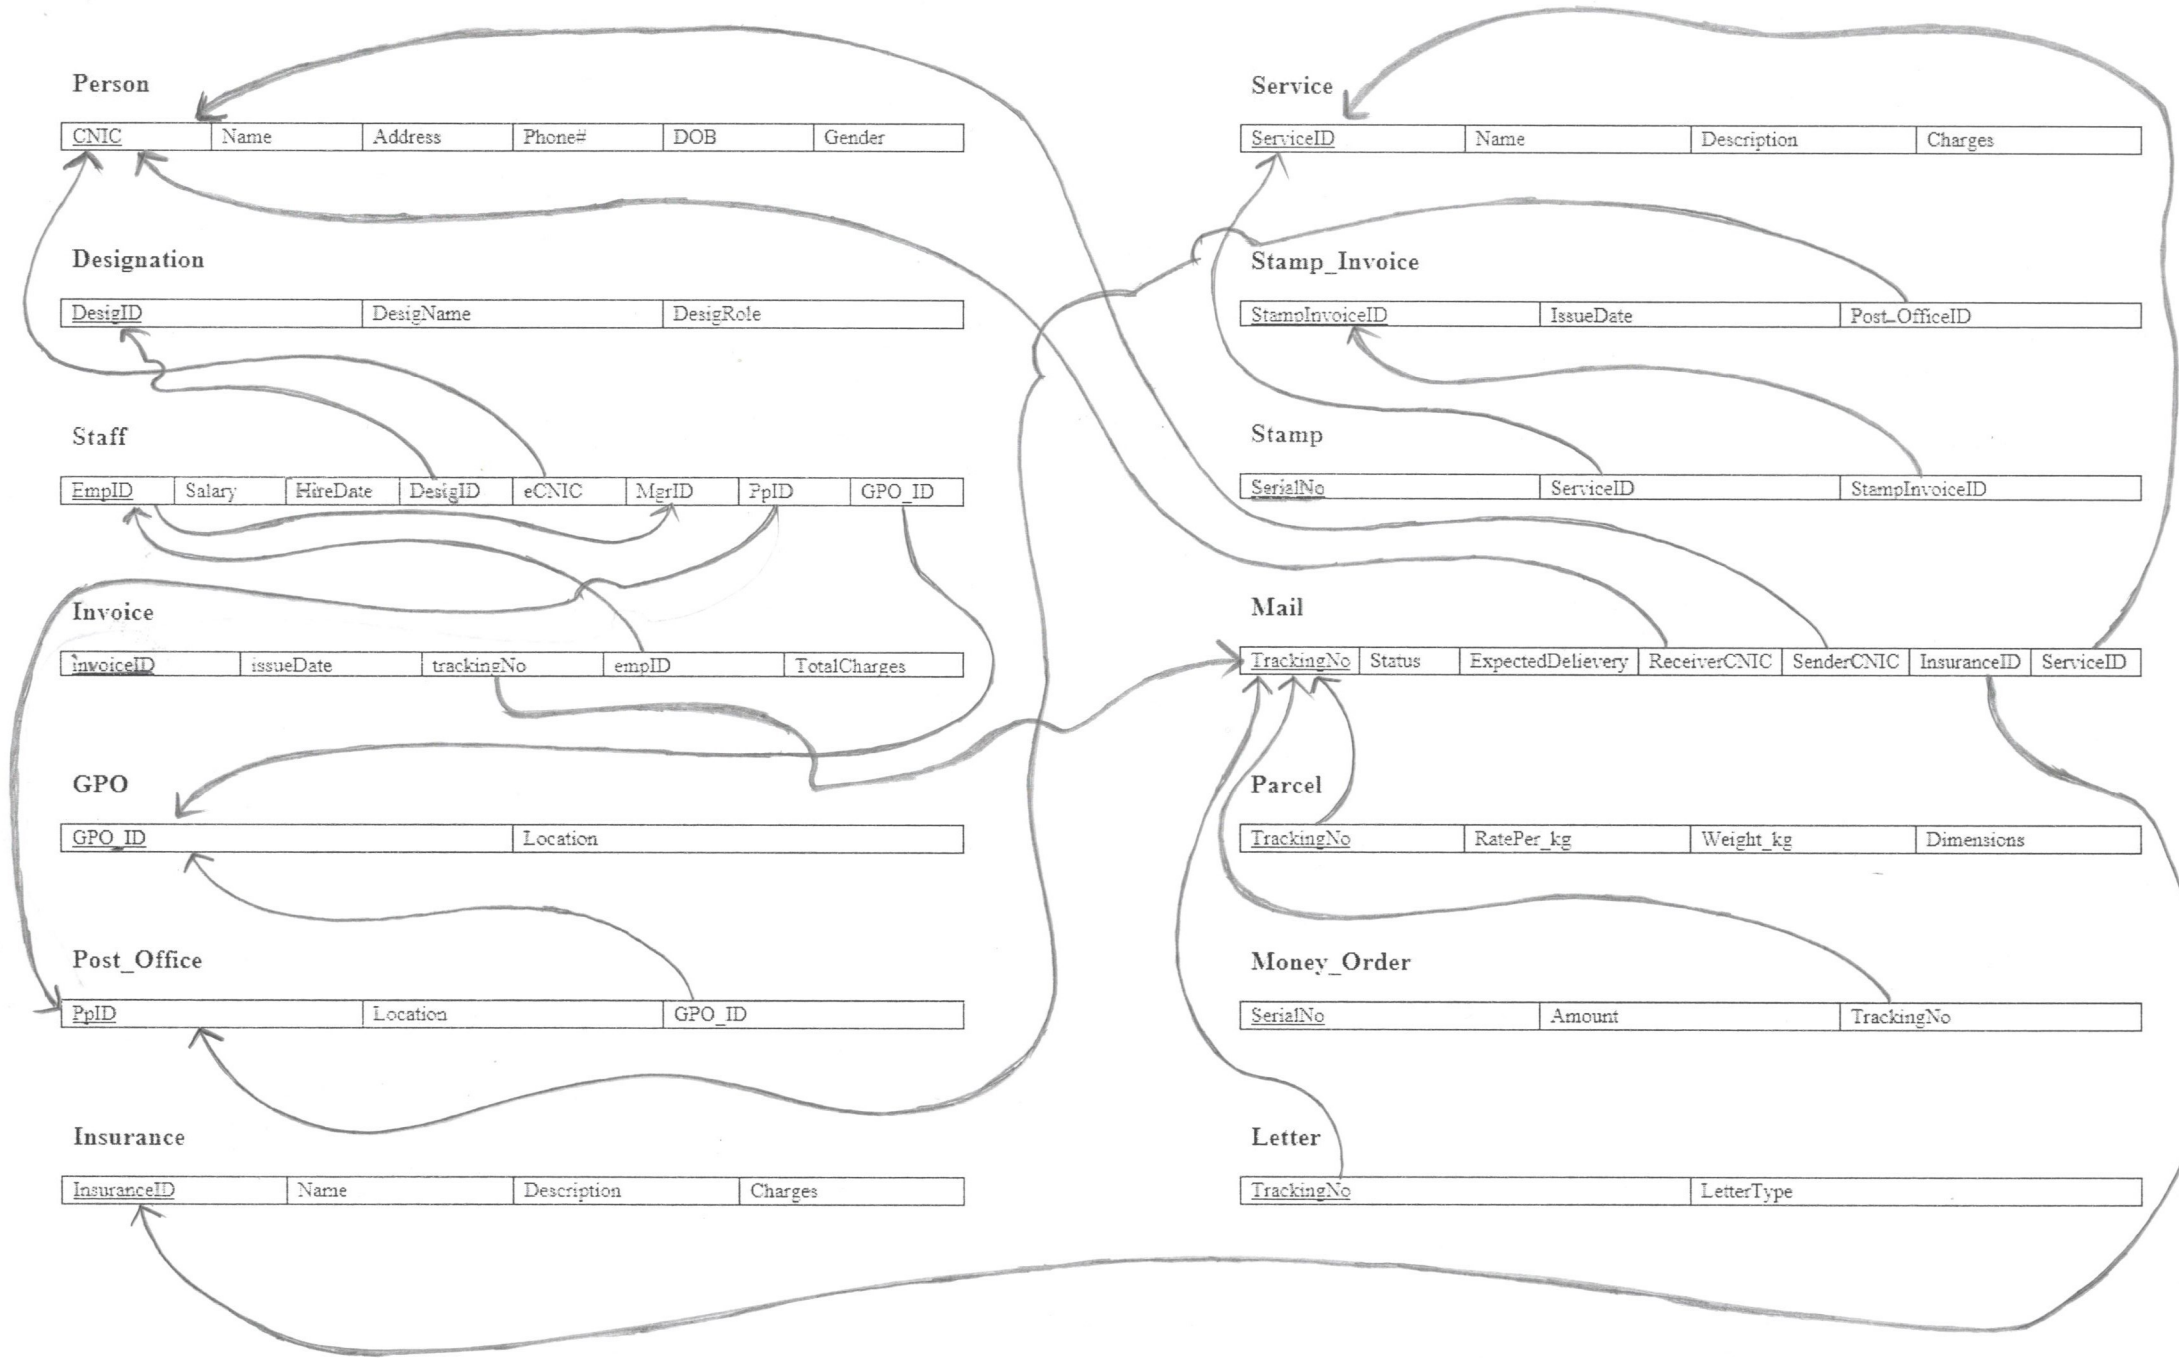 Person
CNIC Name Address Phone# DOB Gender
Designation
DesigID DesigName DesigRole
Staff
EmpID Salary HireDate DesigID eCNIC MgrID PpID GPO_ID
Invoice
invoiceID issueDate trackingNo empID TotalCharges
GPO
GPO_ID Location
Post_Office
PpID Location GPO_ID
Insurance
InsuranceID Name Description Charges
Service
ServiceID Name Description Charges
Stamp_Invoice
StampInvoiceID IssueDate Post_OfficeID
Stamp
SerialNo ServiceID StampInvoiceID
Mail
TrackingNo Status ExpectedDelievery ReceiverCNIC SenderCNIC InsuranceID ServiceID
Parcel
TrackingNo RatePer_kg Weight_kg Dimensions
Money_Order
SerialNo Amount TrackingNo
Letter
TrackingNo LetterType